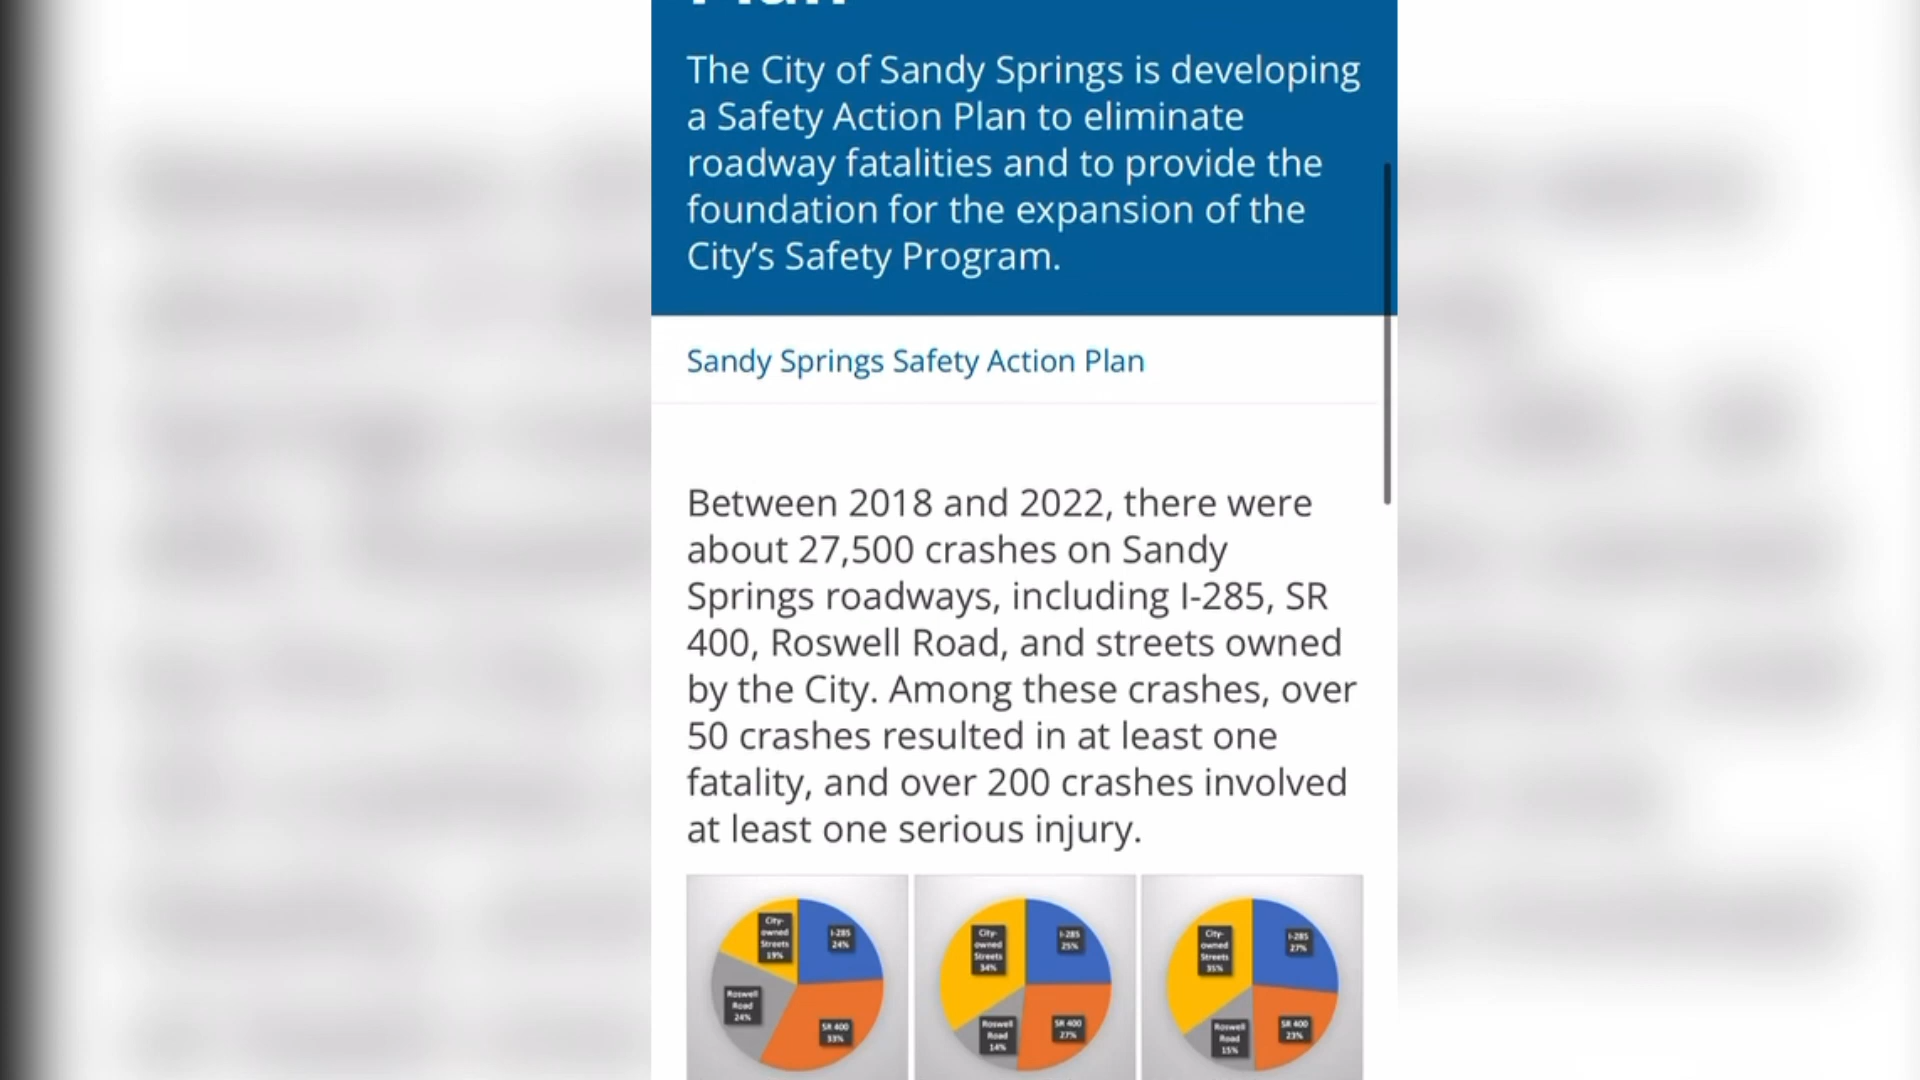 Plan
The City of Sandy Springs is developing
a Safety Action Plan to eliminate
roadway fatalities and to provide the
foundation for the expansion of the
City's Safety Program.
Sandy Springs Safety Action Plan
Between 2018 and 2022, there were
about 27,500 crashes on Sandy
Springs roadways, including I-285, SR
400, Roswell Road, and streets owned
by the City. Among these crashes, over
50 crashes resulted in at least one
fatality, and over 200 crashes involved
at least one serious injury.
City-
owned
Streets
19%
I-285
24%
Roswell
Road
24%
SR 400
33%
City-
owned
Streets
34%
I-285
25%
Roswell
Road
14%
SR 400
27%
City-
owned
Streets
35%
I-285
27%
Roswell
Road
15%
SR 400
23%